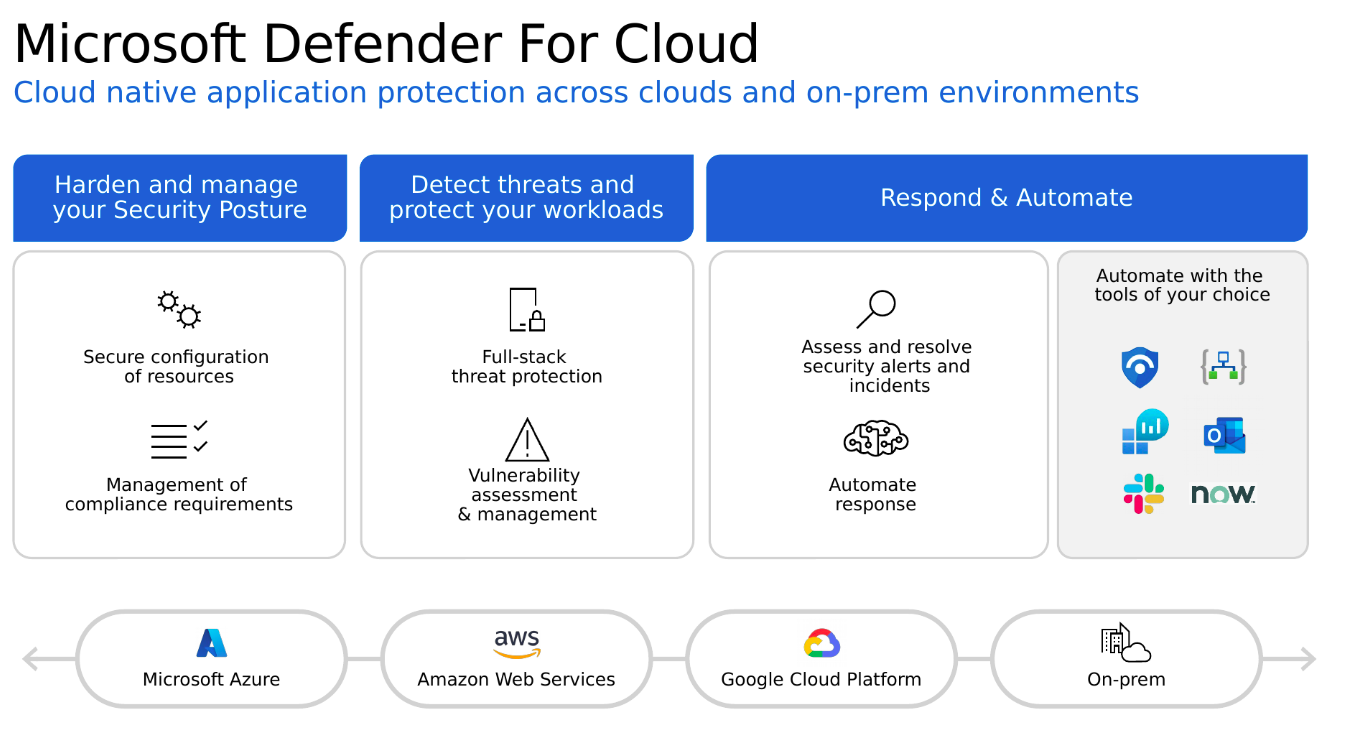 Microsoft Defender For Cloud
Cloud native application protection across clouds and on-prem environments
Harden and manage
your Security Posture
Detect threats and
protect your workloads
Respond & Automate
Secure configuration
of resources
Management of
compliance requirements
Full-stack
threat protection
Vulnerability
assessment
& management
Assess and resolve
security alerts and
incidents
Automate
response
Automate with the
tools of your choice
O
now
aws
Microsoft Azure
Amazon Web Services
Google Cloud Platform
On-prem